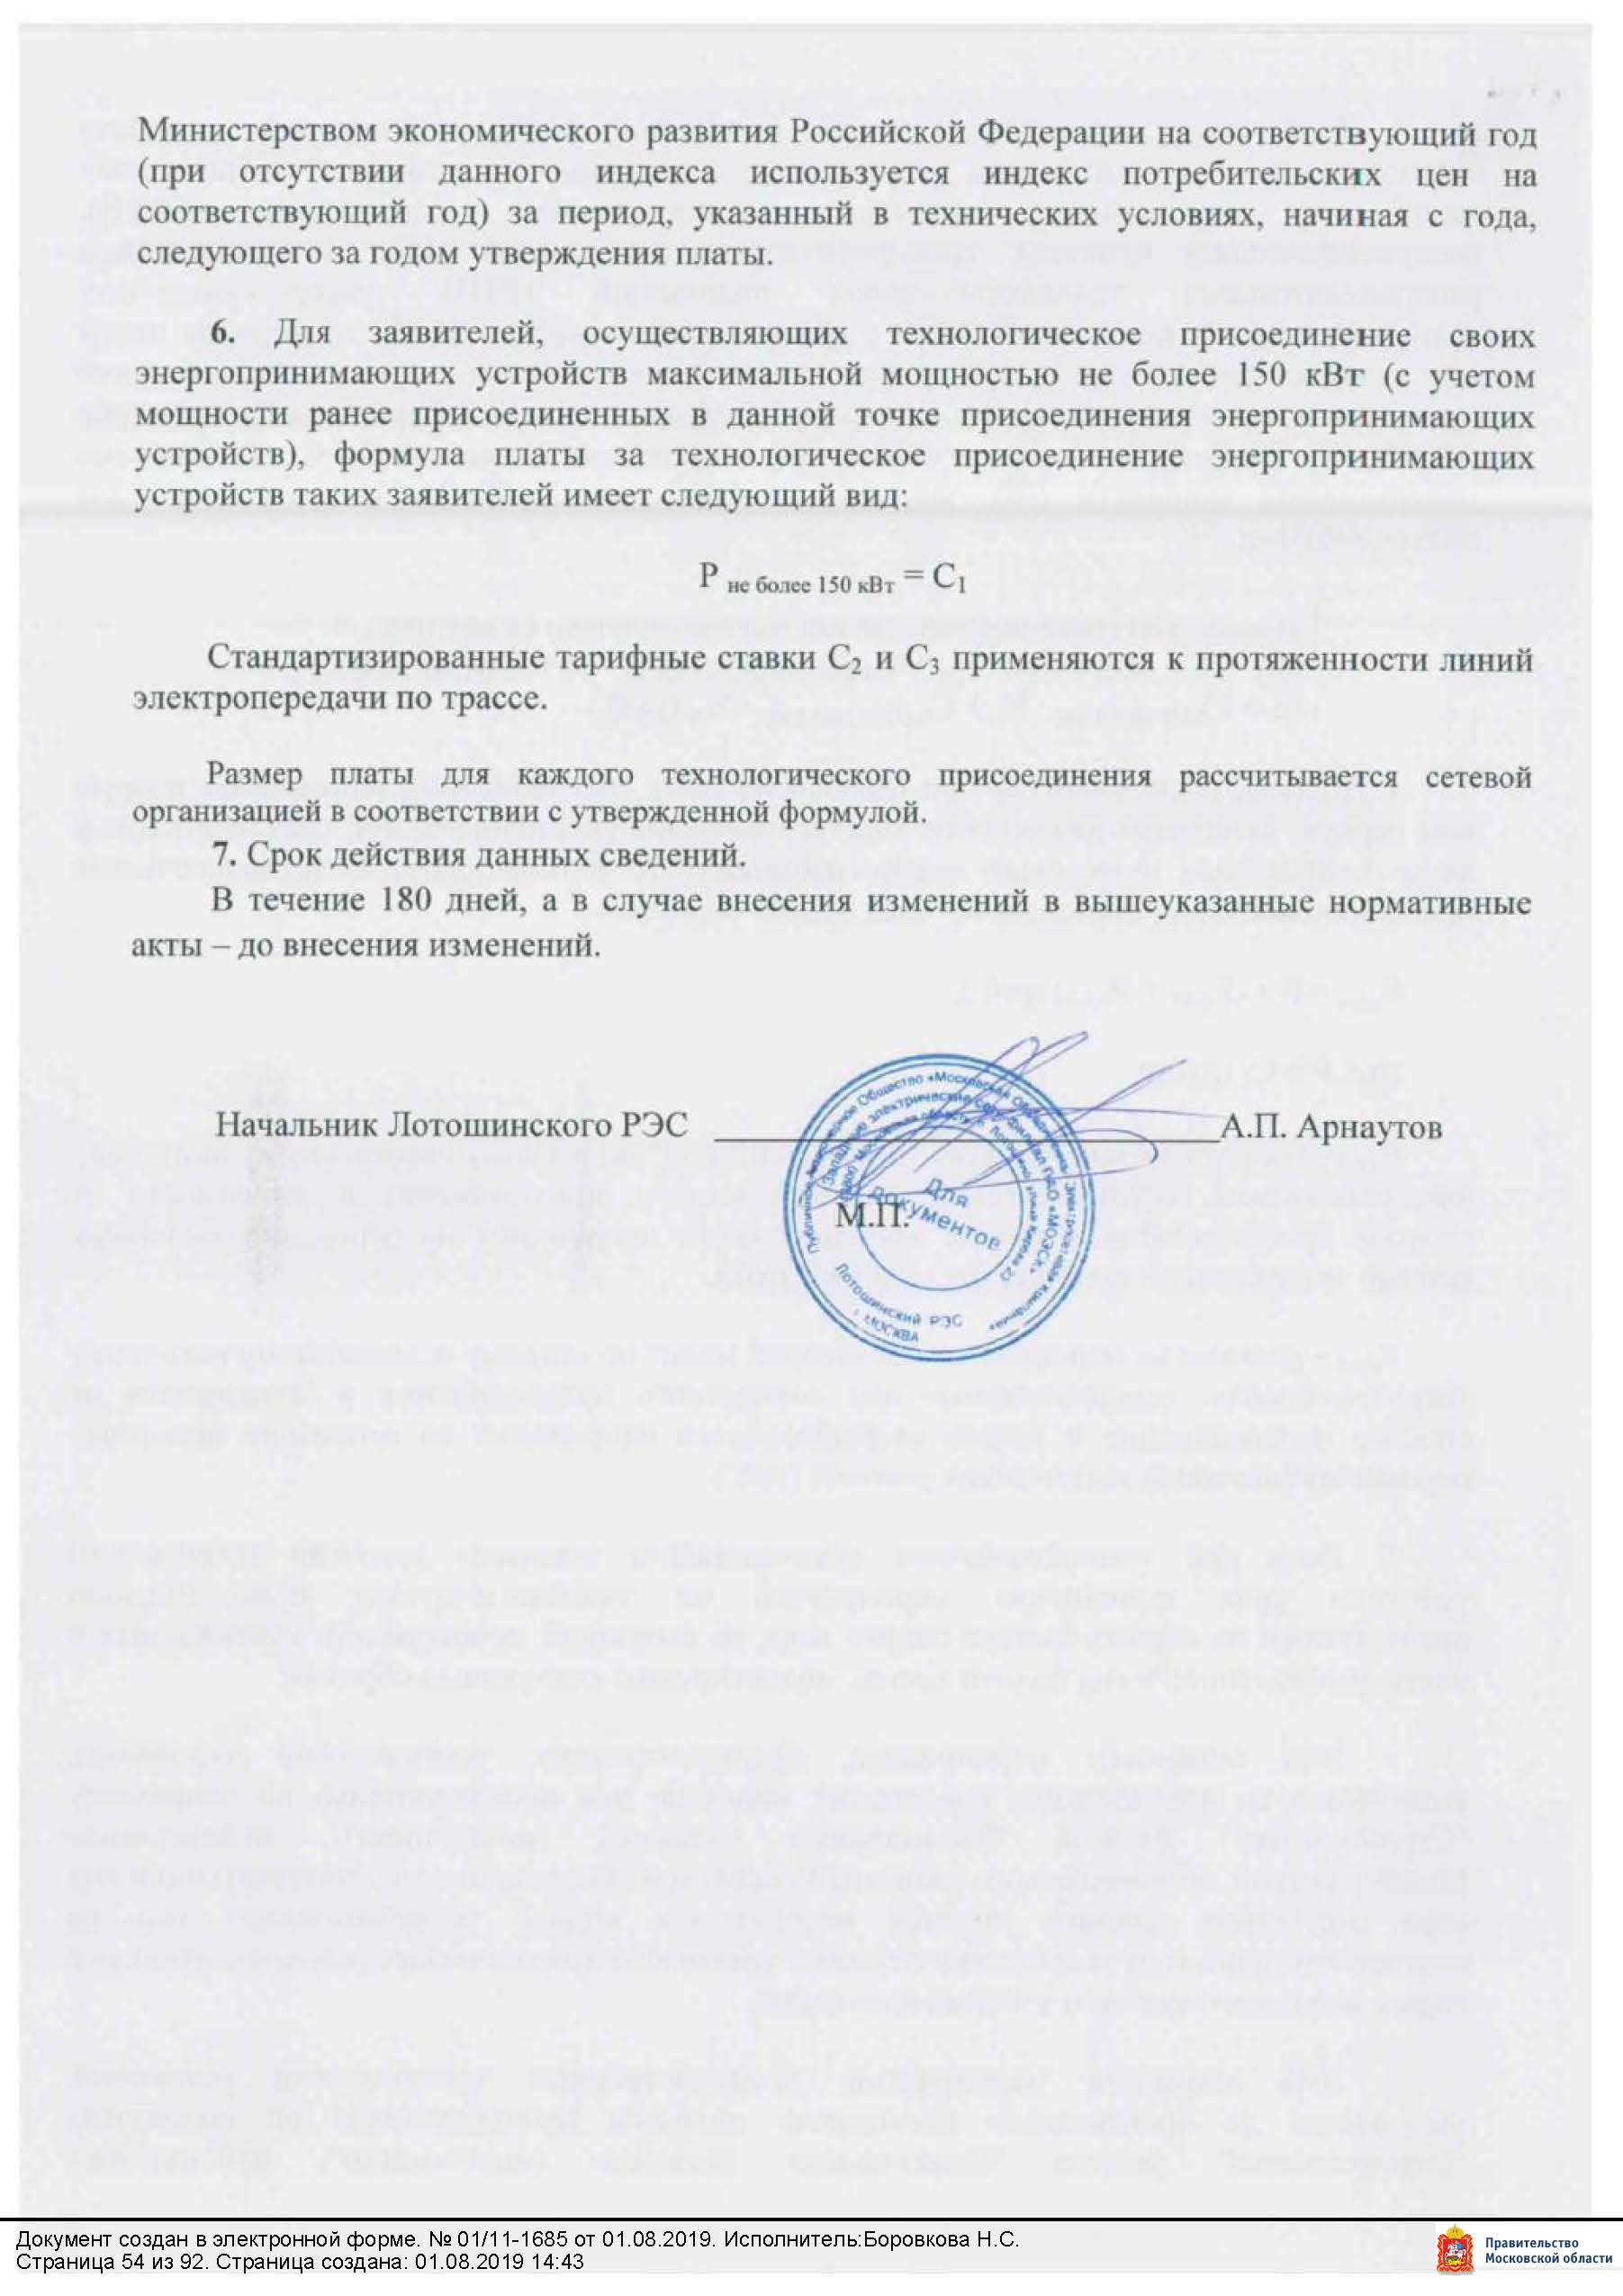 Министерством экономического развития Российской Федерации на соответствующий год
(при отсутствии данного индекса используется индекс потребительских цен на
соответствующий год) за период, указанный в технических условиях, начиная с года,
следующего за годом утверждения платы.
6. Для заявителей, осуществляющих технологическое присоединение своих
энергопринимающих устройств максимальной мощностью не более 150 кВт (с учетом
мощности ранее присоединенных в данной точке присоединения энергопринимающих
устройств), формула платы за технологическое присоединение энергопринимающих
устройств таких заявителей имеет следующий вид:
Р не более 150 кВт = С1
Стандартизированные тарифные ставки С2 и С3 применяются к протяженности линий
электропередачи по трассе.
Размер платы для каждого технологического присоединения рассчитывается сетевой
организацией в соответствии с утвержденной формулой.
7. Срок действия данных сведений.
В течение 180 дней, а в случае внесения изменений в вышеуказанные нормативные
акты – до внесения изменений.
Начальник Лотошинского РЭС А.П. Арнаутов
М.П.
Для
документов
Лотошинский РЭС
МОСКВА
Документ создан в электронной форме. № 01/11-1685 от 01.08.2019. Исполнитель:Боровкова Н.С.
Страница 54 из 92. Страница создана: 01.08.2019 14:43
Правительство
Московской области